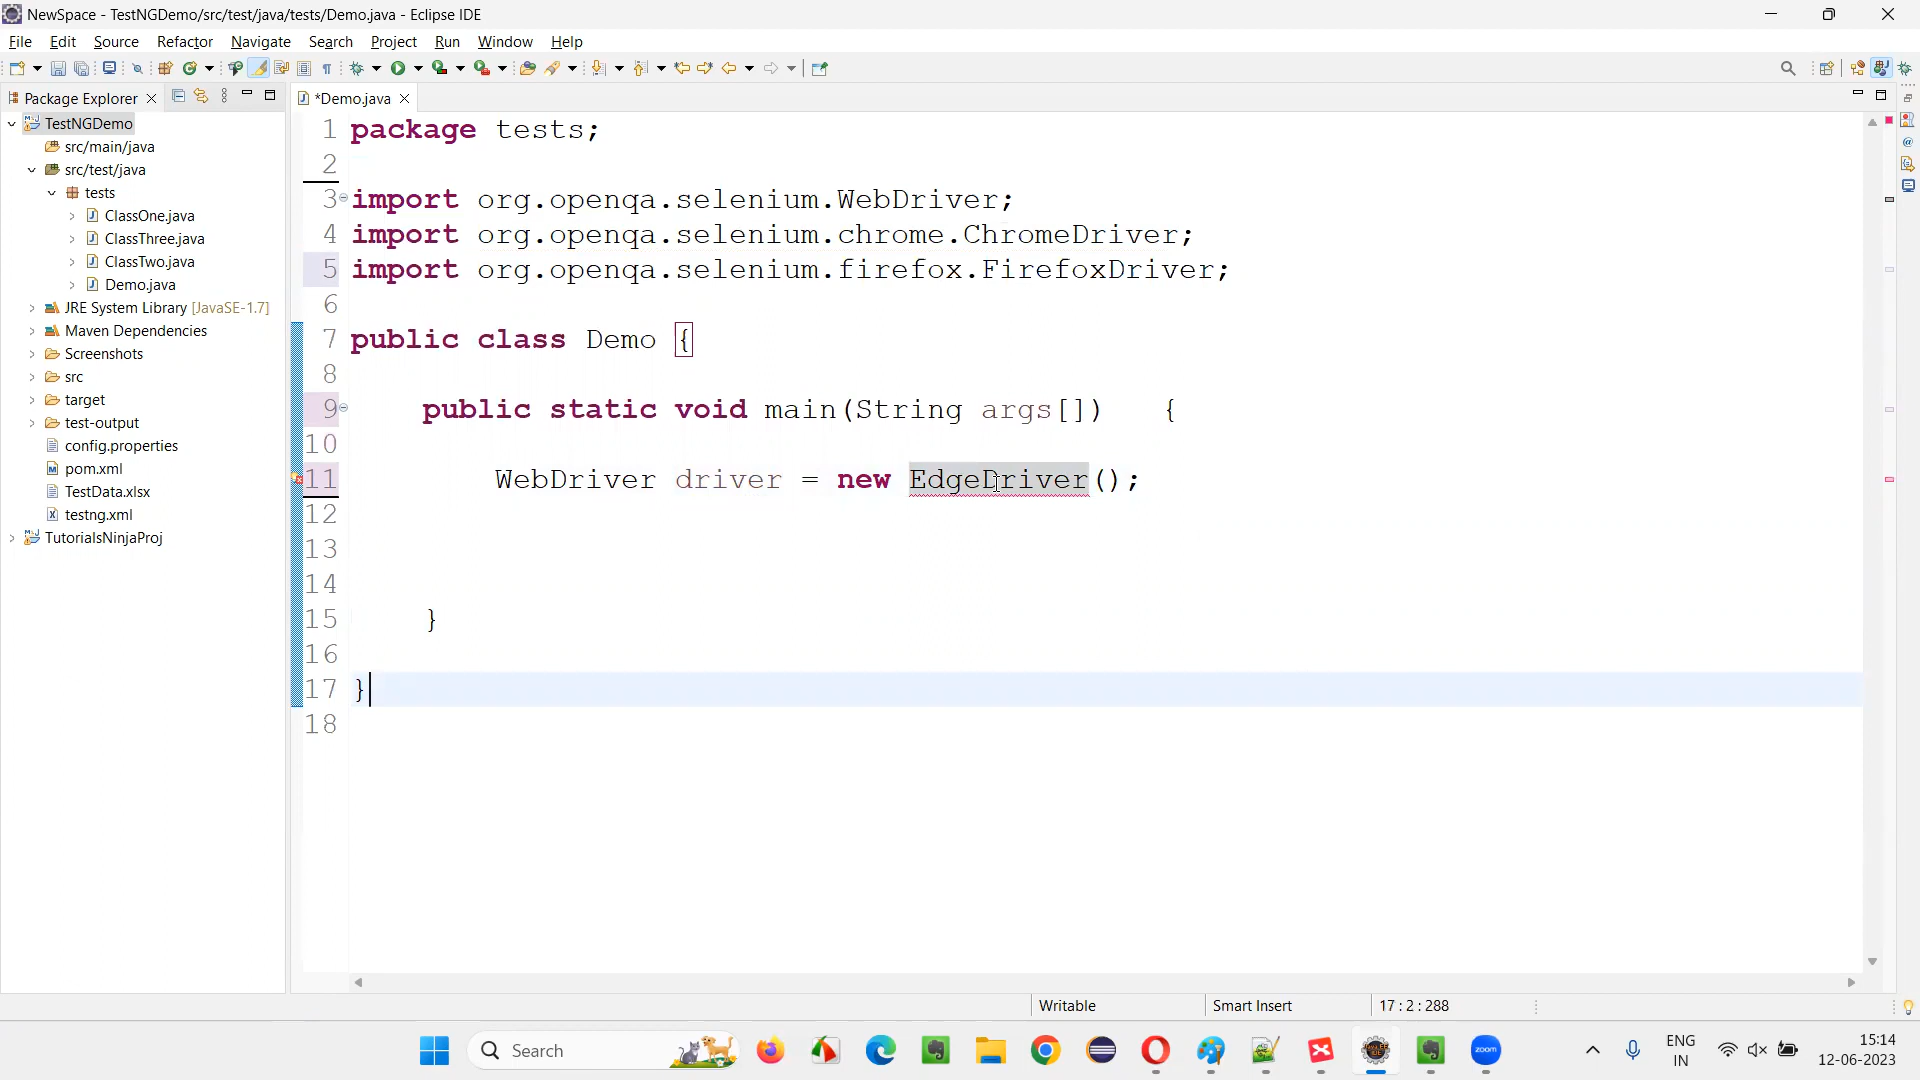 NewSpace - TestNGDemo/src/test/java/tests/Demo.java - Eclipse IDE
File Edit Source Refactor Navigate Search Project Run Window Help
Package Explorer
*Demo.java
TestNGDemo
src/main/java
src/test/java
tests
ClassOne.java
ClassThree.java
ClassTwo.java
Demo.java
JRE System Library [JavaSE-1.7]
Maven Dependencies
Screenshots
src
target
test-output
config.properties
pom.xml
TestData.xlsx
testng.xml
TutorialsNinjaProj
1 package tests;
2
3 import org.openqa.selenium.WebDriver;
4 import org.openqa.selenium.chrome.ChromeDriver;
5 import org.openqa.selenium.firefox.FirefoxDriver;
6
7 public class Demo {
8
9 public static void main(String args[]) {
10
11 WebDriver driver = new EdgeDriver();
12
13
14
15 }
16
17 }
18
Writable Smart Insert 17 : 2 : 288
Search
zoom
ENG
IN
15:14
12-06-2023